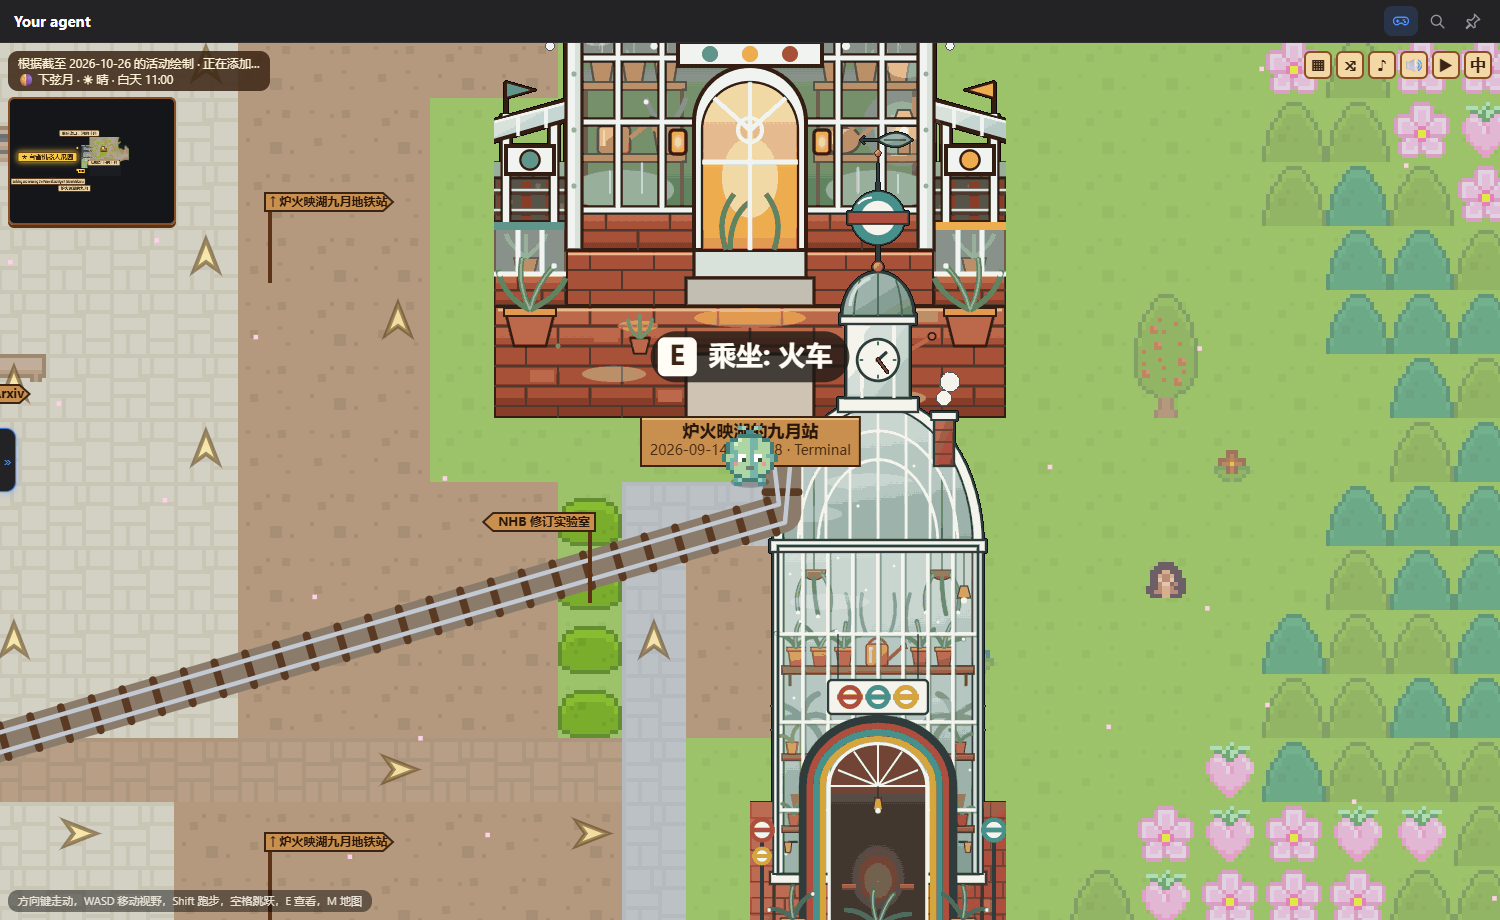 Your agent
根据截至 2026-10-26 的活动绘制 · 正在添加...
下弦月 · ☀ 晴 · 白天 11:00
中
↑ 炉火映湖九月地铁站
E 乘坐: 火车
炉火映湖的九月站
2026-09-14 8 · Terminal
NHB 修订实验室
↑ 炉火映湖九月地铁站
方向键走动，WASD 移动视野，Shift 跑步，空格跳跃，E 查看，M 地图